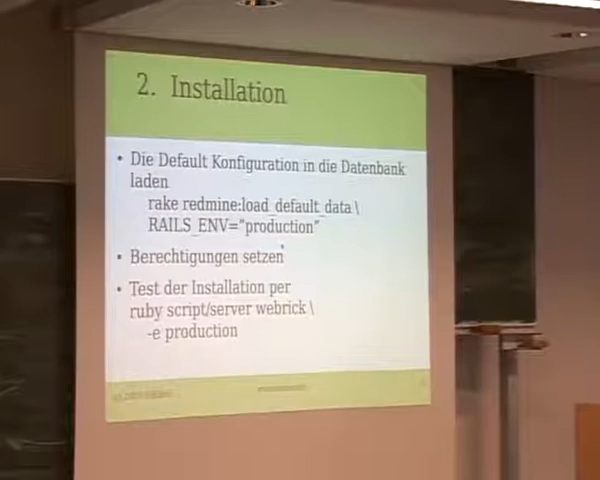 2. Installation
• Die Default Konfiguration in die Datenbank
laden
rake redmine:load_default_data \
RAILS_ENV="production"
• Berechtigungen setzen
• Test der Installation per
ruby script/server webrick \
-e production